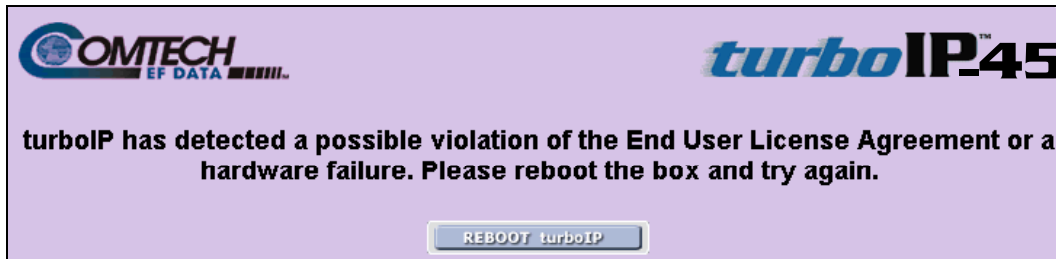 COMTECH
EF DATA
turboIP™-45
turboIP has detected a possible violation of the End User License Agreement or a
hardware failure. Please reboot the box and try again.
REBOOT turboIP